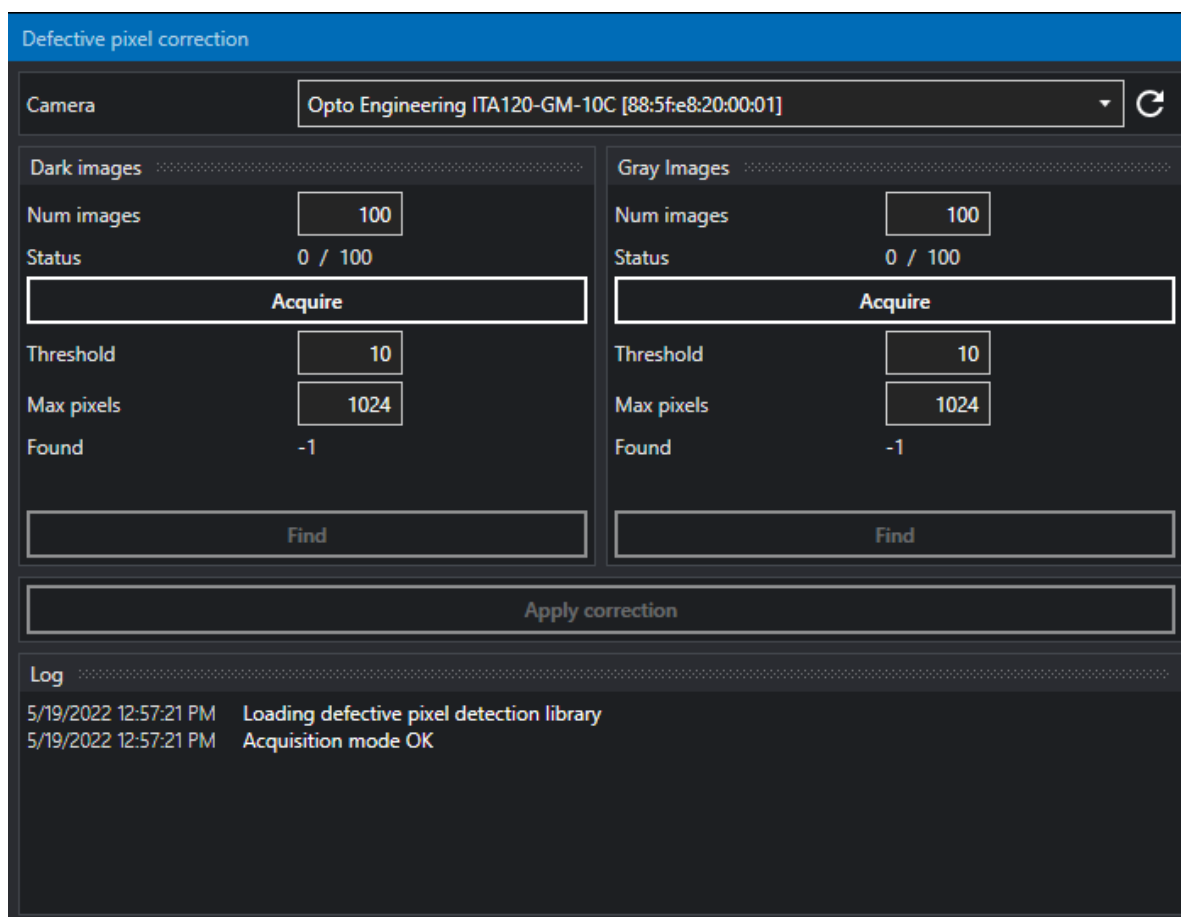 Defective pixel correction
Camera
Opto Engineering ITA120-GM-10C [88:5f:e8:20:00:01]
Dark images
Num images 100
Status 0 / 100
Acquire
Threshold 10
Max pixels 1024
Found -1
Find
Gray Images
Num images 100
Status 0 / 100
Acquire
Threshold 10
Max pixels 1024
Found -1
Find
Apply correction
Log
5/19/2022 12:57:21 PM Loading defective pixel detection library
5/19/2022 12:57:21 PM Acquisition mode OK